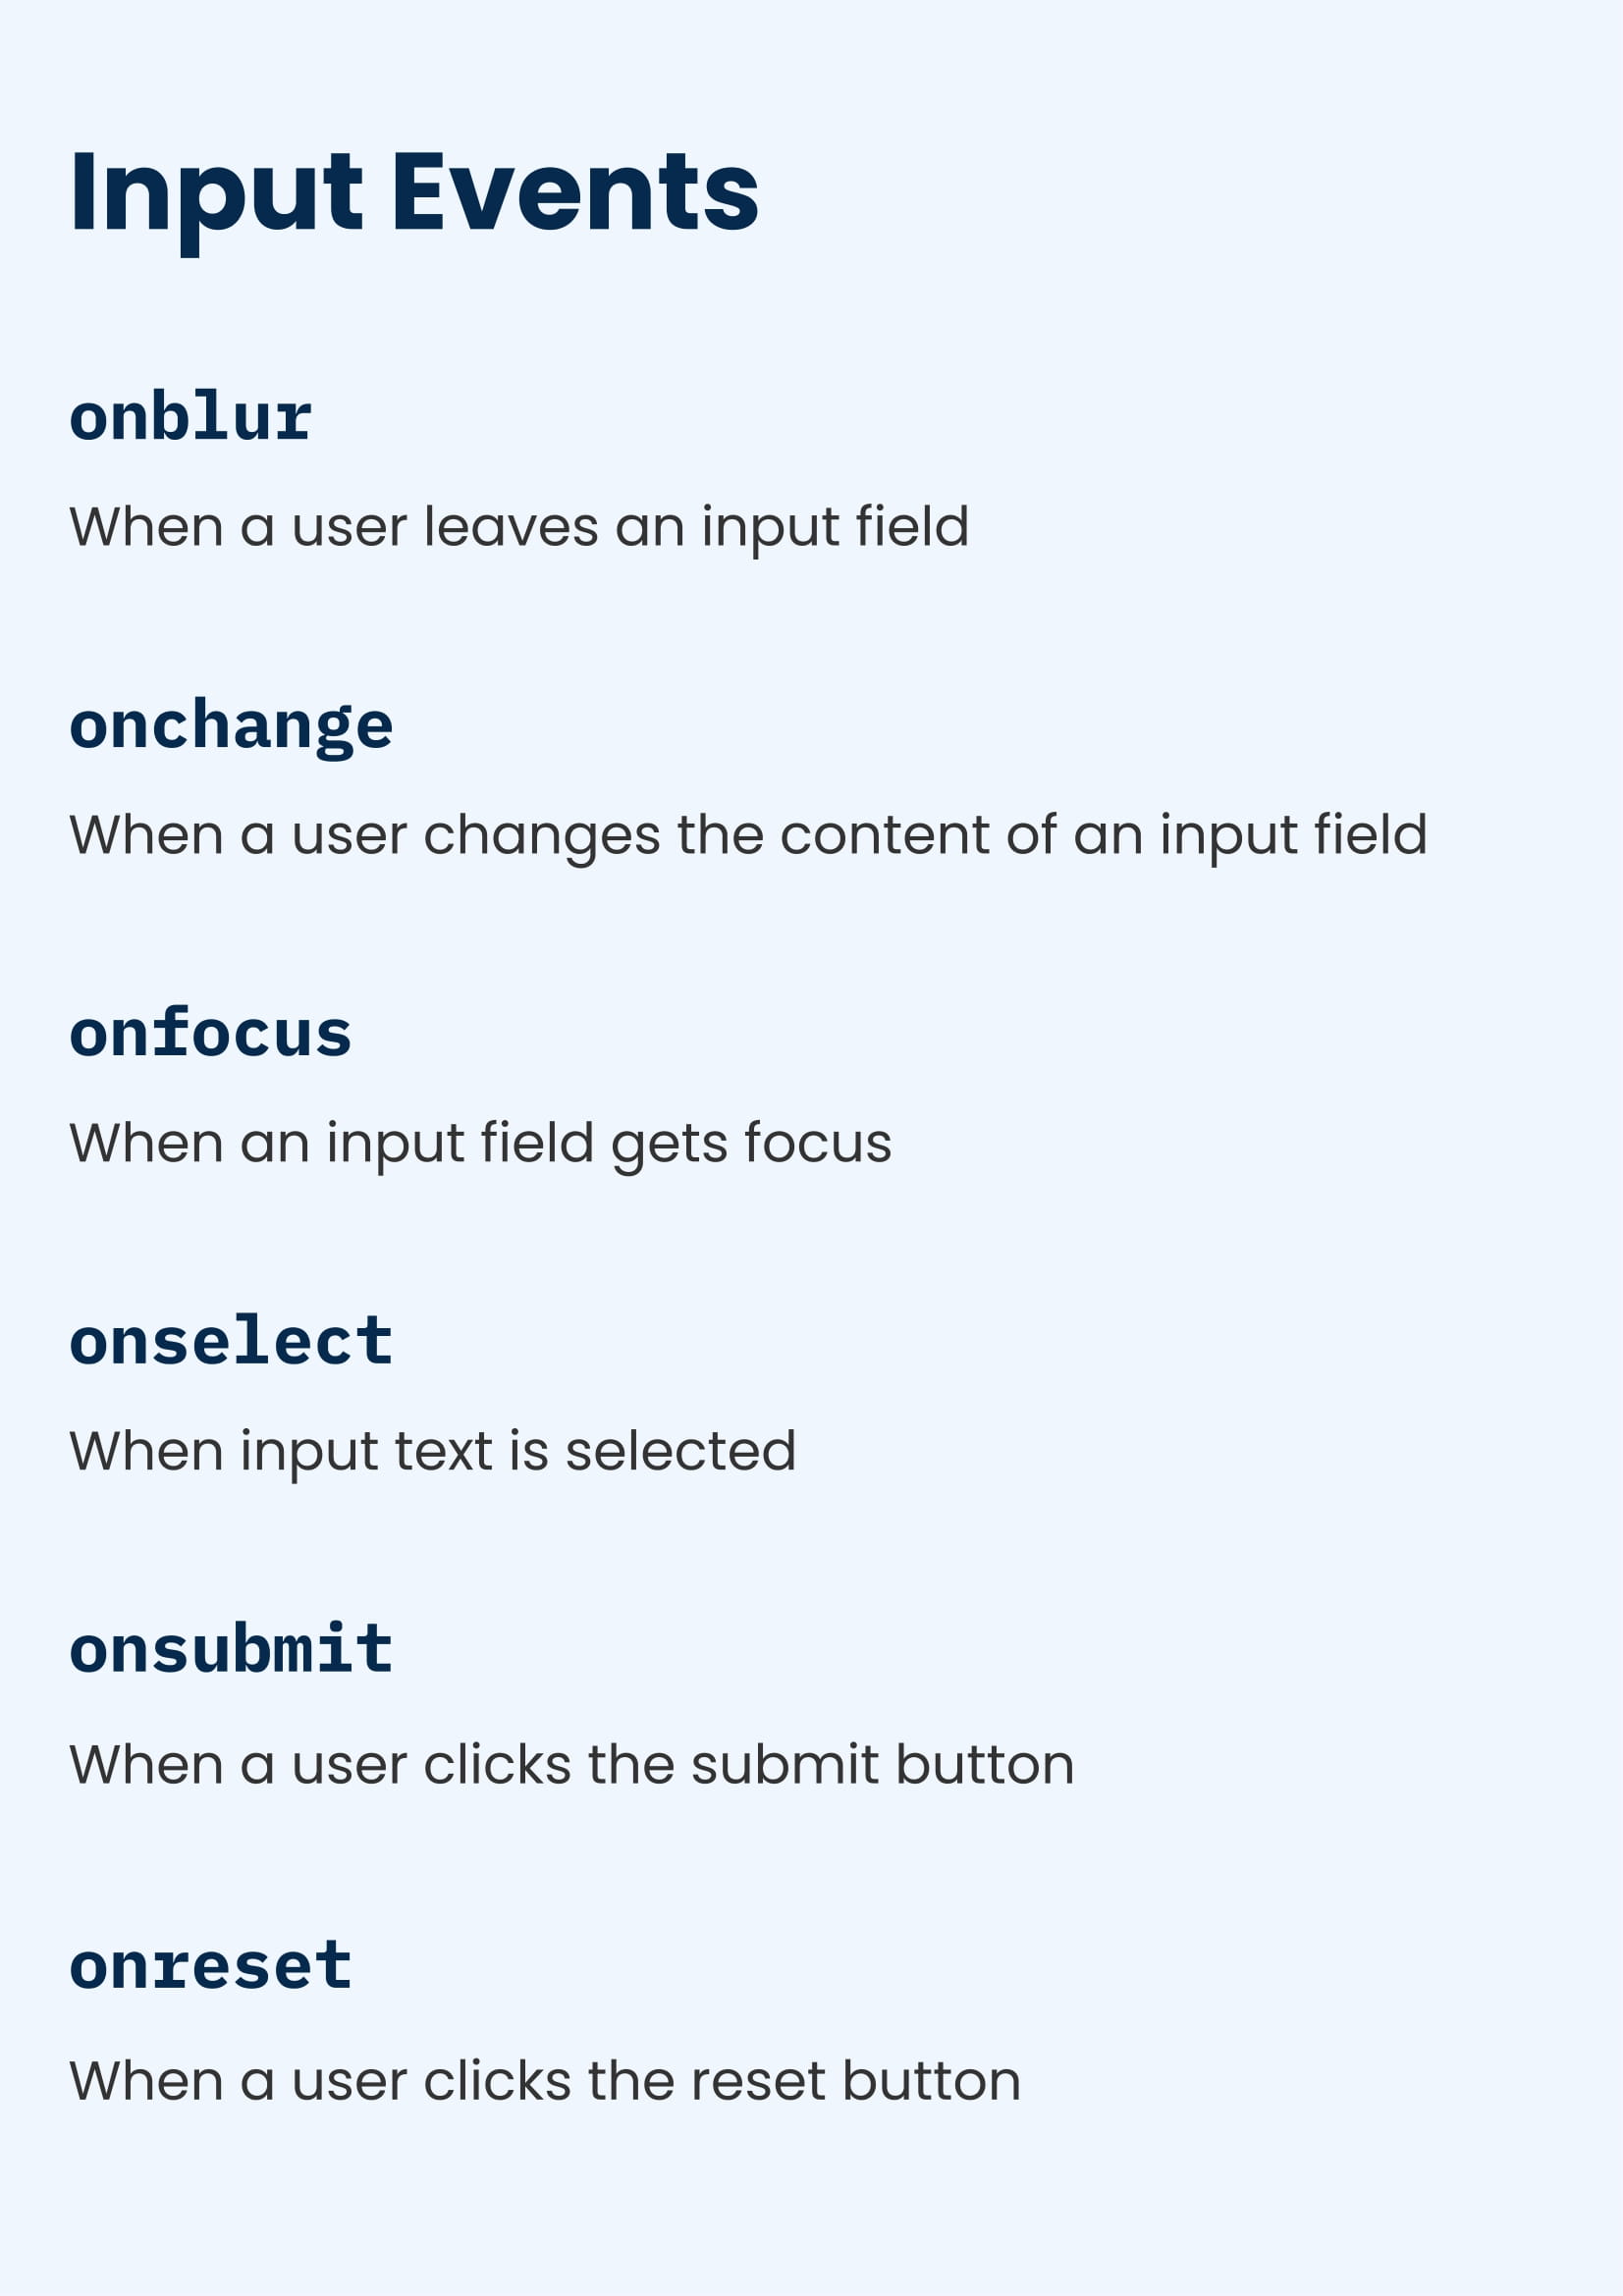 Input Events
onblur
When a user leaves an input field
onchange
When a user changes the content of an input field
onfocus
When an input field gets focus
onselect
When input text is selected
onsubmit
When a user clicks the submit button
onreset
When a user clicks the reset button